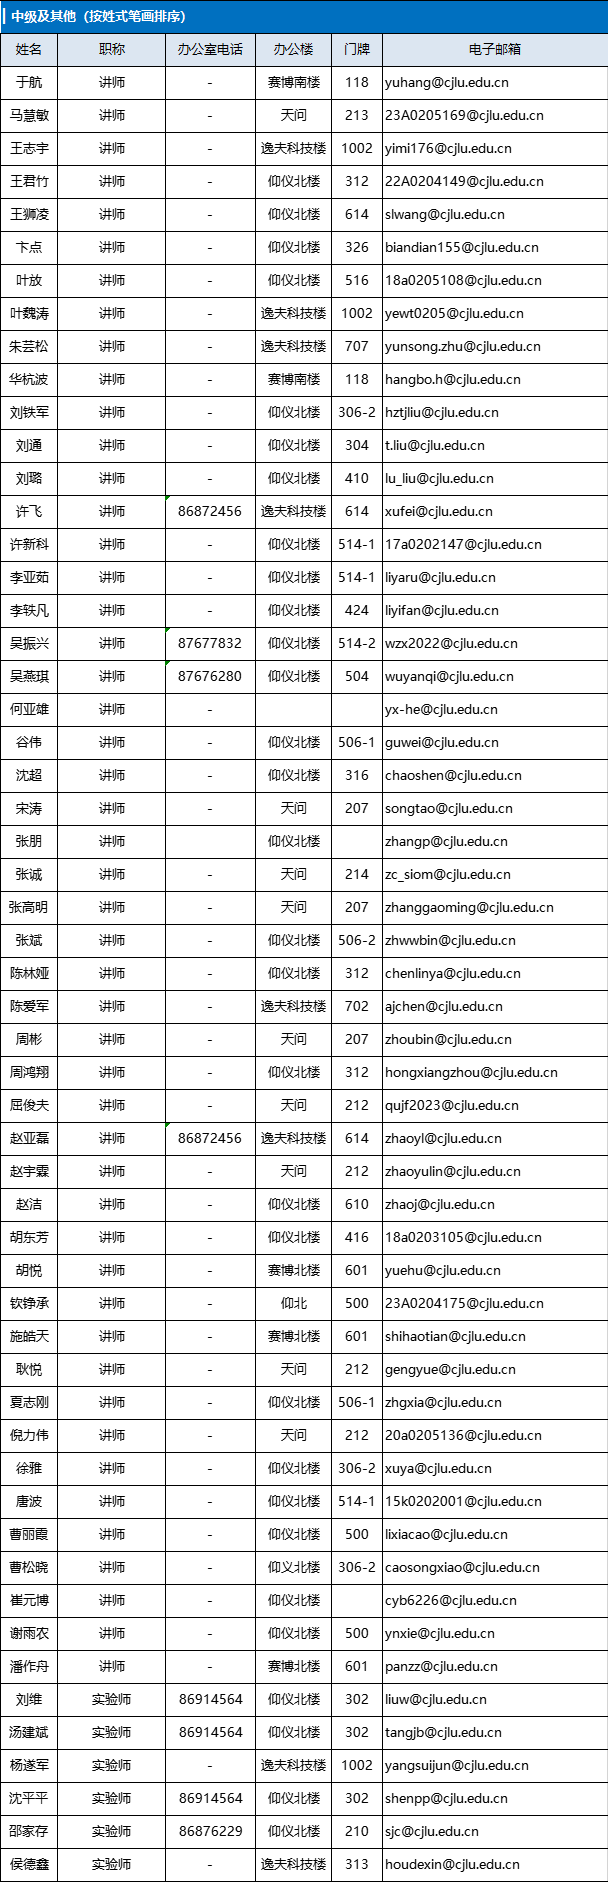 中级及其他（按姓式笔画排序）
姓名 职称 办公室电话 办公楼 门牌 电子邮箱
于航 讲师 - 赛博南楼 118 yuhang@cjlu.edu.cn
马慧敏 讲师 - 天问 213 23A0205169@cjlu.edu.cn
王志宇 讲师 - 逸夫科技楼 1002 yimi176@cjlu.edu.cn
王君竹 讲师 - 仰仪北楼 312 22A0204149@cjlu.edu.cn
王狮凌 讲师 - 仰仪北楼 614 slwang@cjlu.edu.cn
卞点 讲师 - 仰仪北楼 326 biandian155@cjlu.edu.cn
叶放 讲师 - 仰仪北楼 516 18a0205108@cjlu.edu.cn
叶魏涛 讲师 - 逸夫科技楼 1002 yewt0205@cjlu.edu.cn
朱芸松 讲师 - 逸夫科技楼 707 yunsong.zhu@cjlu.edu.cn
华杭波 讲师 - 赛博南楼 118 hangbo.h@cjlu.edu.cn
刘铁军 讲师 - 仰仪北楼 306-2 hztjliu@cjlu.edu.cn
刘通 讲师 - 仰仪北楼 304 t.liu@cjlu.edu.cn
刘璐 讲师 - 仰仪北楼 410 lu_liu@cjlu.edu.cn
许飞 讲师 86872456 逸夫科技楼 614 xufei@cjlu.edu.cn
许新科 讲师 - 仰仪北楼 514-1 17a0202147@cjlu.edu.cn
李亚茹 讲师 - 仰仪北楼 514-1 liyaru@cjlu.edu.cn
李轶凡 讲师 - 仰仪北楼 424 liyifan@cjlu.edu.cn
吴振兴 讲师 87677832 仰仪北楼 514-2 wzx2022@cjlu.edu.cn
吴燕琪 讲师 87676280 仰仪北楼 504 wuyanqi@cjlu.edu.cn
何亚雄 讲师 - yx-he@cjlu.edu.cn
谷伟 讲师 - 仰仪北楼 506-1 guwei@cjlu.edu.cn
沈超 讲师 - 仰仪北楼 316 chaoshen@cjlu.edu.cn
宋涛 讲师 - 天问 207 songtao@cjlu.edu.cn
张朋 讲师 仰仪北楼 zhangp@cjlu.edu.cn
张诚 讲师 - 天问 214 zc_siom@cjlu.edu.cn
张高明 讲师 - 天问 207 zhanggaoming@cjlu.edu.cn
张斌 讲师 - 仰仪北楼 506-2 zhwwbin@cjlu.edu.cn
陈林娅 讲师 - 仰仪北楼 312 chenlinya@cjlu.edu.cn
陈爱军 讲师 - 逸夫科技楼 702 ajchen@cjlu.edu.cn
周彬 讲师 - 天问 207 zhoubin@cjlu.edu.cn
周鸿翔 讲师 - 仰仪北楼 312 hongxiangzhou@cjlu.edu.cn
屈俊夫 讲师 - 天问 212 qujf2023@cjlu.edu.cn
赵亚磊 讲师 86872456 逸夫科技楼 614 zhaoyl@cjlu.edu.cn
赵宇霖 讲师 - 天问 212 zhaoyulin@cjlu.edu.cn
赵洁 讲师 - 仰仪北楼 610 zhaoj@cjlu.edu.cn
胡东芳 讲师 - 仰仪北楼 416 18a0203105@cjlu.edu.cn
胡悦 讲师 - 赛博北楼 601 yuehu@cjlu.edu.cn
钦铮承 讲师 - 仰北 500 23A0204175@cjlu.edu.cn
施皓天 讲师 - 赛博北楼 601 shihaotian@cjlu.edu.cn
耿悦 讲师 - 天问 212 gengyue@cjlu.edu.cn
夏志刚 讲师 - 仰仪北楼 506-1 zhgxia@cjlu.edu.cn
倪力伟 讲师 - 天问 212 20a0205136@cjlu.edu.cn
徐雅 讲师 - 仰仪北楼 306-2 xuya@cjlu.edu.cn
唐波 讲师 - 仰仪北楼 514-1 15k0202001@cjlu.edu.cn
曹丽霞 讲师 - 仰仪北楼 500 lixiacao@cjlu.edu.cn
曹松晓 讲师 - 仰义北楼 306-2 caosongxiao@cjlu.edu.cn
崔元博 讲师 - 仰仪北楼 cyb6226@cjlu.edu.cn
谢雨农 讲师 - 仰仪北楼 500 ynxie@cjlu.edu.cn
潘作舟 讲师 - 赛博北楼 601 panzz@cjlu.edu.cn
刘维 实验师 86914564 仰仪北楼 302 liuw@cjlu.edu.cn
汤建斌 实验师 86914564 仰仪北楼 302 tangjb@cjlu.edu.cn
杨遂军 实验师 - 逸夫科技楼 1002 yangsuijun@cjlu.edu.cn
沈平平 实验师 86914564 仰仪北楼 302 shenpp@cjlu.edu.cn
邵家存 实验师 86876229 仰仪北楼 210 sjc@cjlu.edu.cn
侯德鑫 实验师 - 逸夫科技楼 313 houdexin@cjlu.edu.cn